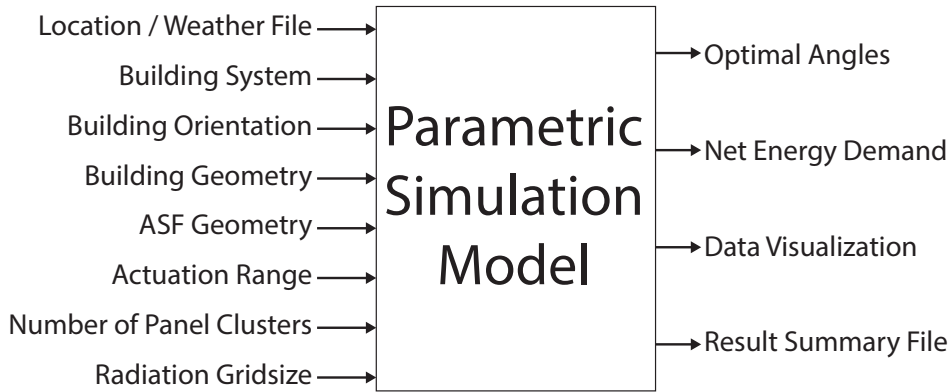 Location / Weather File
Building System
Building Orientation
Building Geometry
ASF Geometry
Actuation Range
Number of Panel Clusters
Radiation Gridsize
Parametric
Simulation
Model
Optimal Angles
Net Energy Demand
Data Visualization
Result Summary File